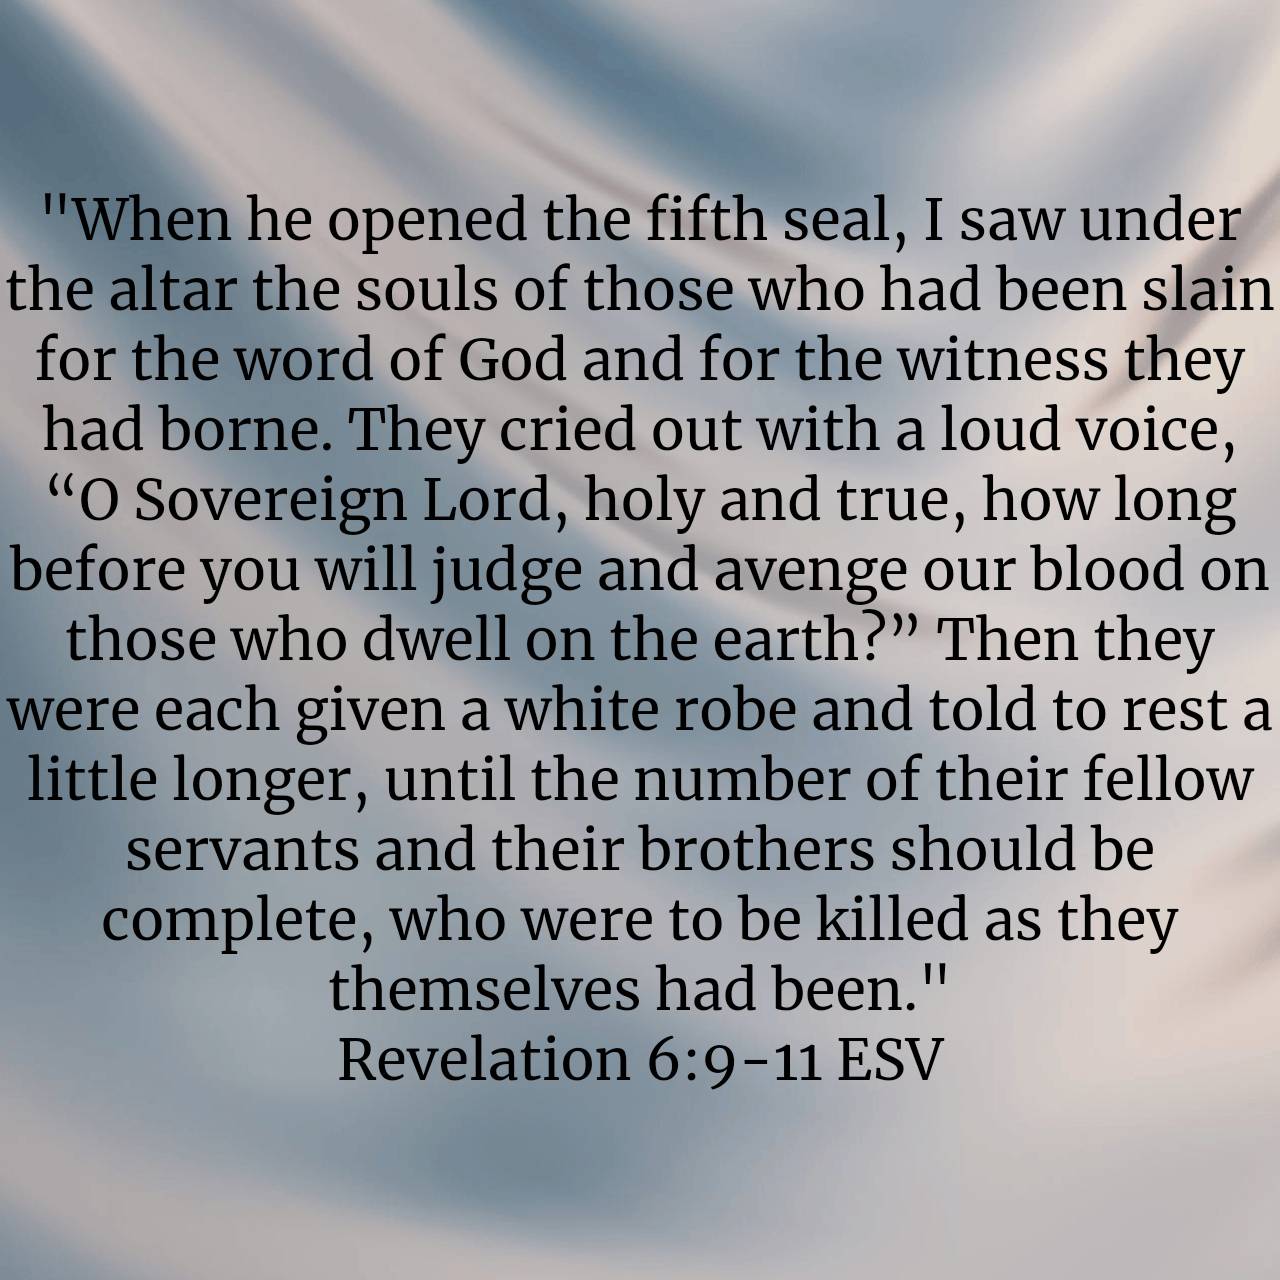 "When he opened the fifth seal, I saw under
the altar the souls of those who had been slain
for the word of God and for the witness they
had borne. They cried out with a loud voice,
“O Sovereign Lord, holy and true, how long
before you will judge and avenge our blood on
those who dwell on the earth?” Then they
were each given a white robe and told to rest a
little longer, until the number of their fellow
servants and their brothers should be
complete, who were to be killed as they
themselves had been."
Revelation 6:9-11 ESV